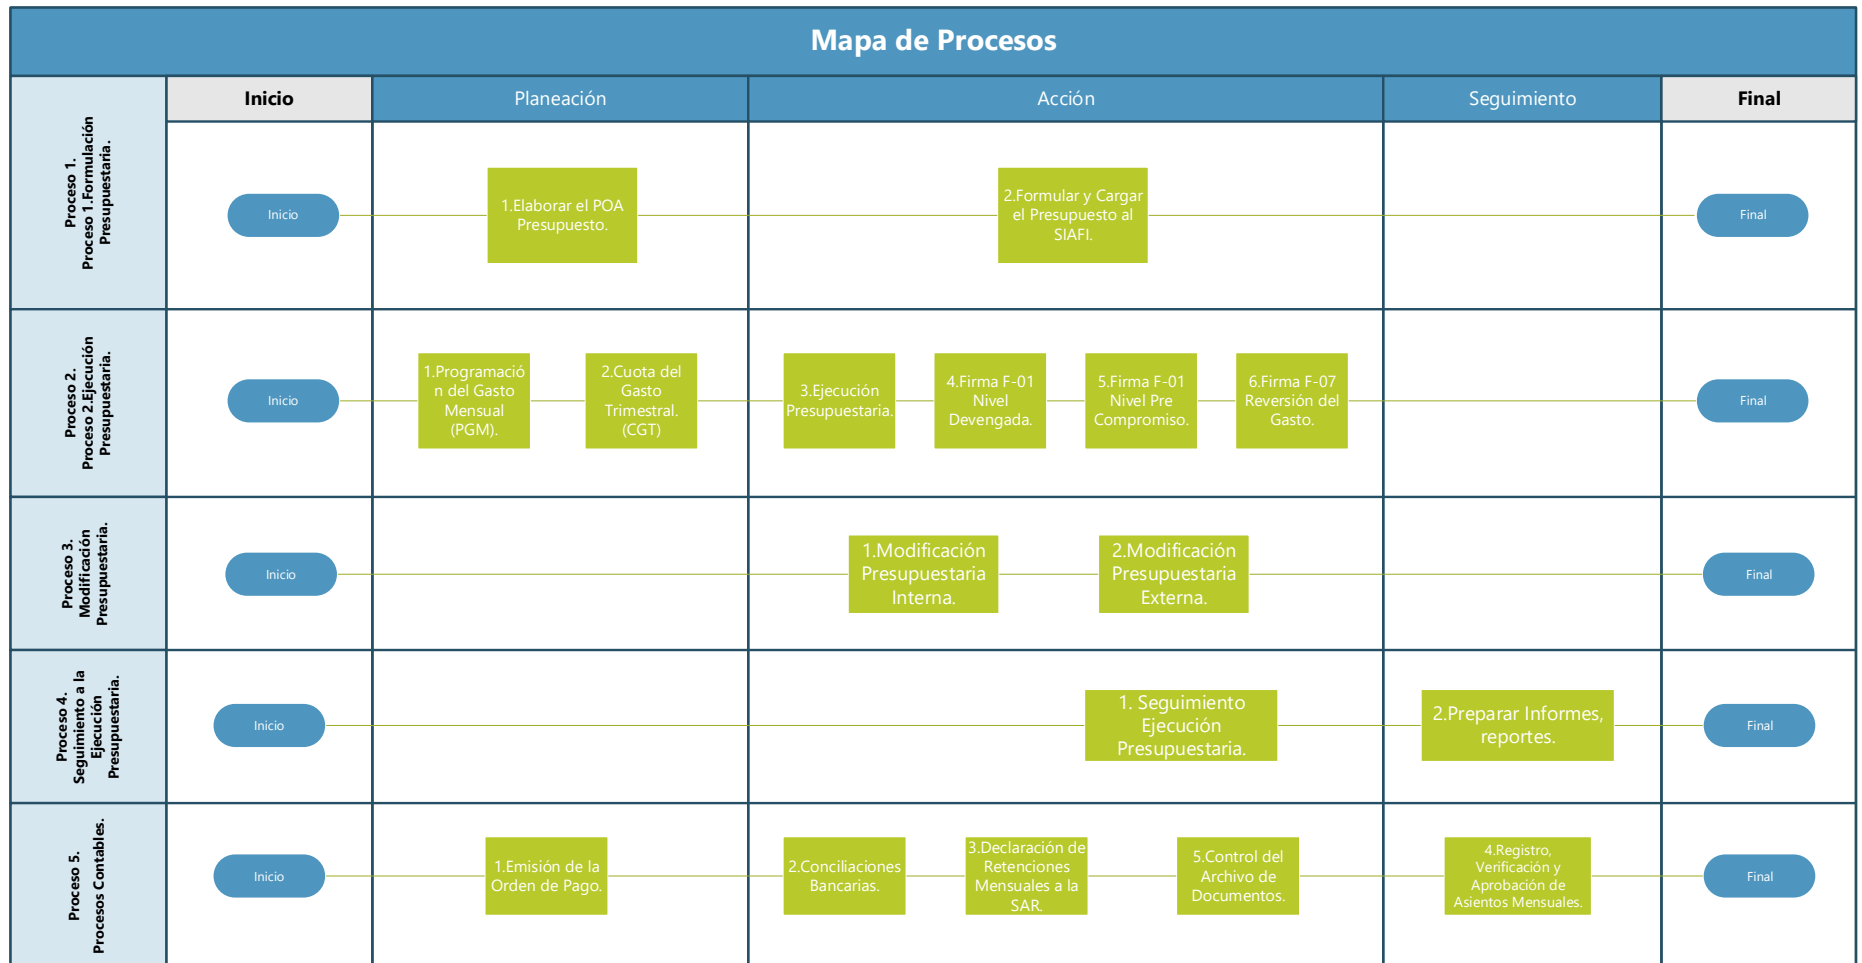 Mapa de Procesos
Inicio
Planeación
Acción
Seguimiento
Final
Proceso 1.
Proceso 1.Formulación
Presupuestaria.
Inicio
1.Elaborar el POA
Presupuesto.
2.Formular y Cargar
el Presupuesto al
SIAFI.
Final
Proceso 2.
Proceso 2.Ejecución
Presupuestaria.
Inicio
1.Programació
n del Gasto
Mensual
(PGM).
2.Cuota del
Gasto
Trimestral.
(CGT)
3.Ejecución
Presupuestaria.
4.Firma F-01
Nivel
Devengada.
5.Firma F-01
Nivel Pre
Compromiso.
6.Firma F-07
Reversión del
Gasto.
Final
Proceso 3.
Modificación
Presupuestaria.
Inicio
1.Modificación
Presupuestaria
Interna.
2.Modificación
Presupuestaria
Externa.
Final
Proceso 4.
Seguimiento a la
Ejecución
Presupuestaria.
Inicio
1. Seguimiento
Ejecución
Presupuestaria.
2.Preparar Informes,
reportes.
Final
Proceso 5.
Procesos Contables.
Inicio
1.Emisión de la
Orden de Pago.
2.Conciliaciones
Bancarias.
3.Declaración de
Retenciones
Mensuales a la
SAR.
5.Control del
Archivo de
Documentos.
4.Registro,
Verificación y
Aprobación de
Asientos Mensuales.
Final